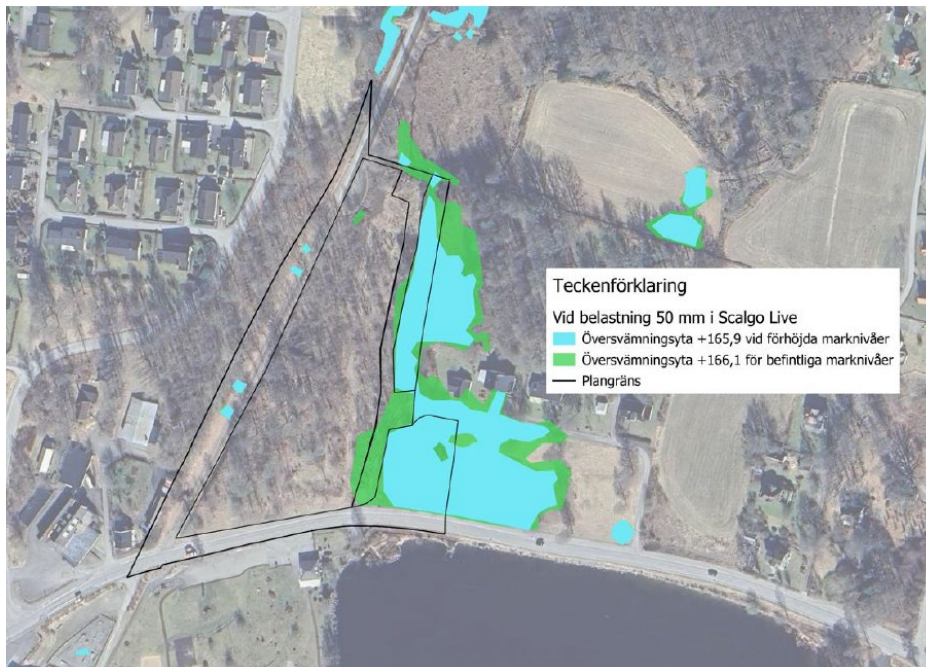 Teckenförklaring
Vid belastning 50 mm i Scalgo Live
Översvämningsyta +165,9 vid förhöjda marknivåer
Översvämningsyta +166,1 för befintliga marknivåer
Plangräns